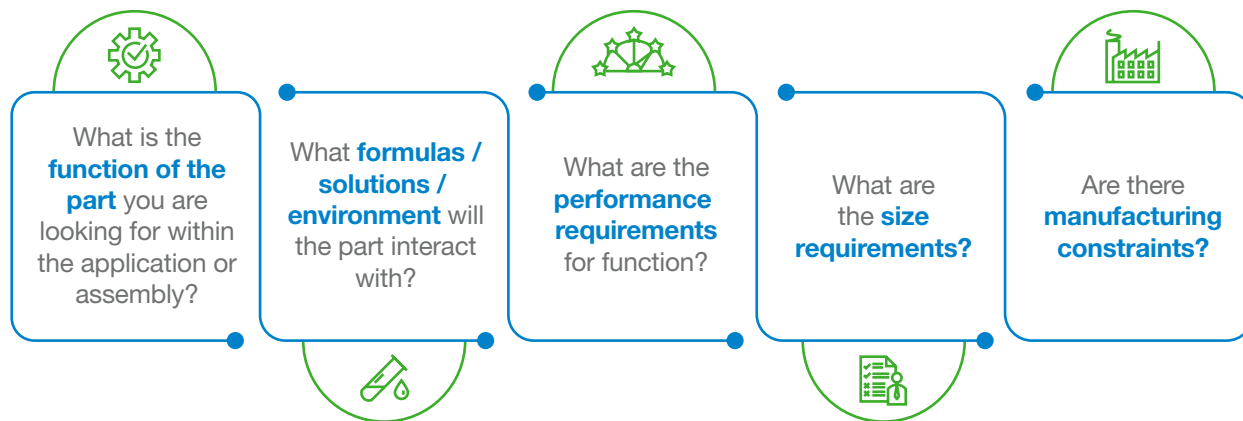 What is the
function of the
part you are
looking for within
the application or
assembly?
What formulas /
solutions /
environment will
the part interact
with?
What are the
performance
requirements
for function?
What are
the size
requirements?
Are there
manufacturing
constraints?